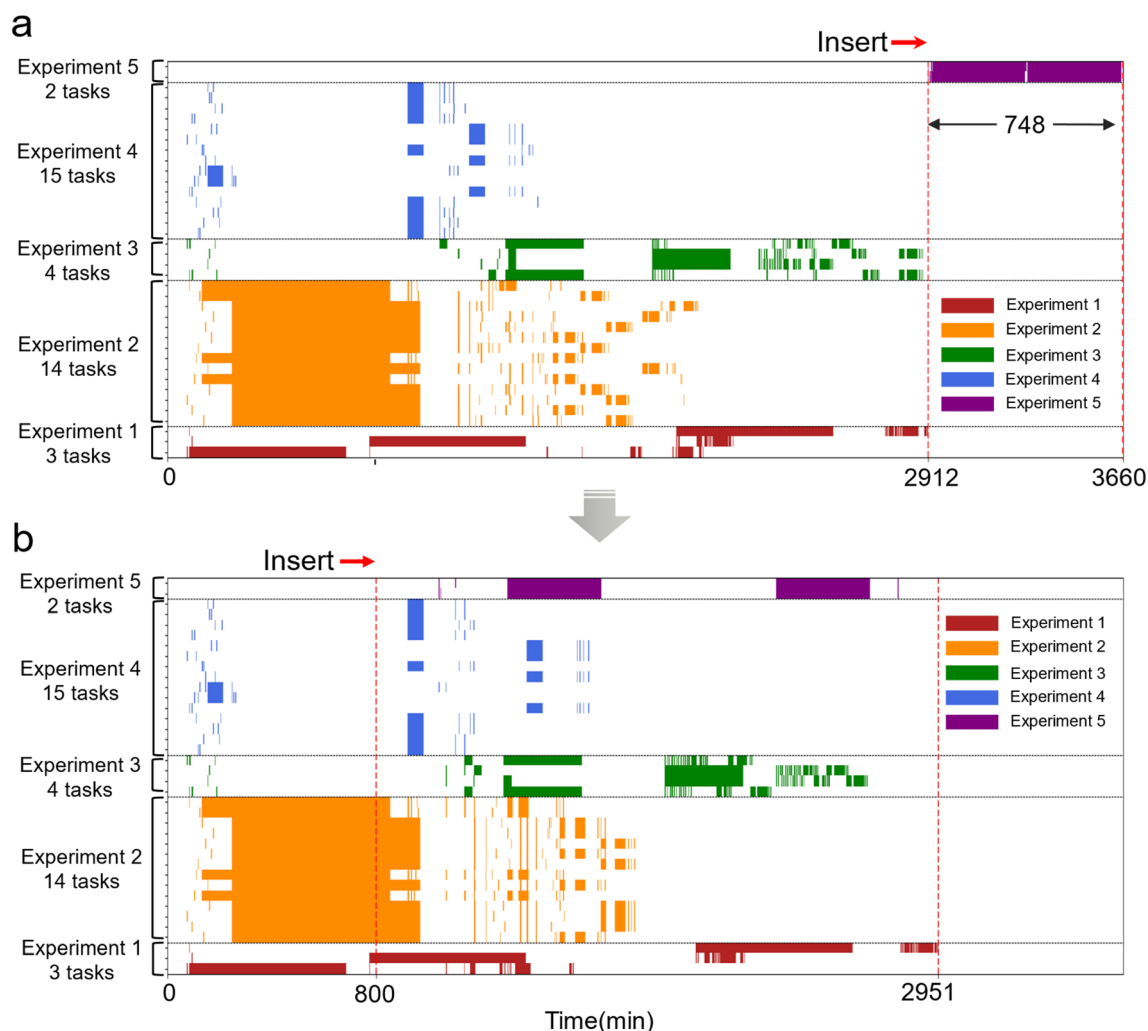 a
Insert
Experiment 5
2 tasks
748
Experiment 4
15 tasks
Experiment 3
4 tasks
Experiment 2
14 tasks
Experiment 1
3 tasks
Experiment 1
Experiment 2
Experiment 3
Experiment 4
Experiment 5
0
2912
3660
b
Insert
Experiment 5
2 tasks
Experiment 4
15 tasks
Experiment 3
4 tasks
Experiment 2
14 tasks
Experiment 1
3 tasks
Experiment 1
Experiment 2
Experiment 3
Experiment 4
Experiment 5
0
800
2951
Time(min)